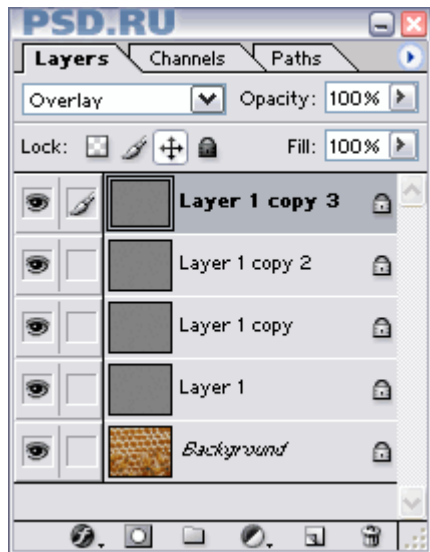 PSD.RU
Layers Channels Paths
Overlay Opacity: 100%
Lock: Fill: 100%
Layer 1 copy 3
Layer 1 copy 2
Layer 1 copy
Layer 1
Background